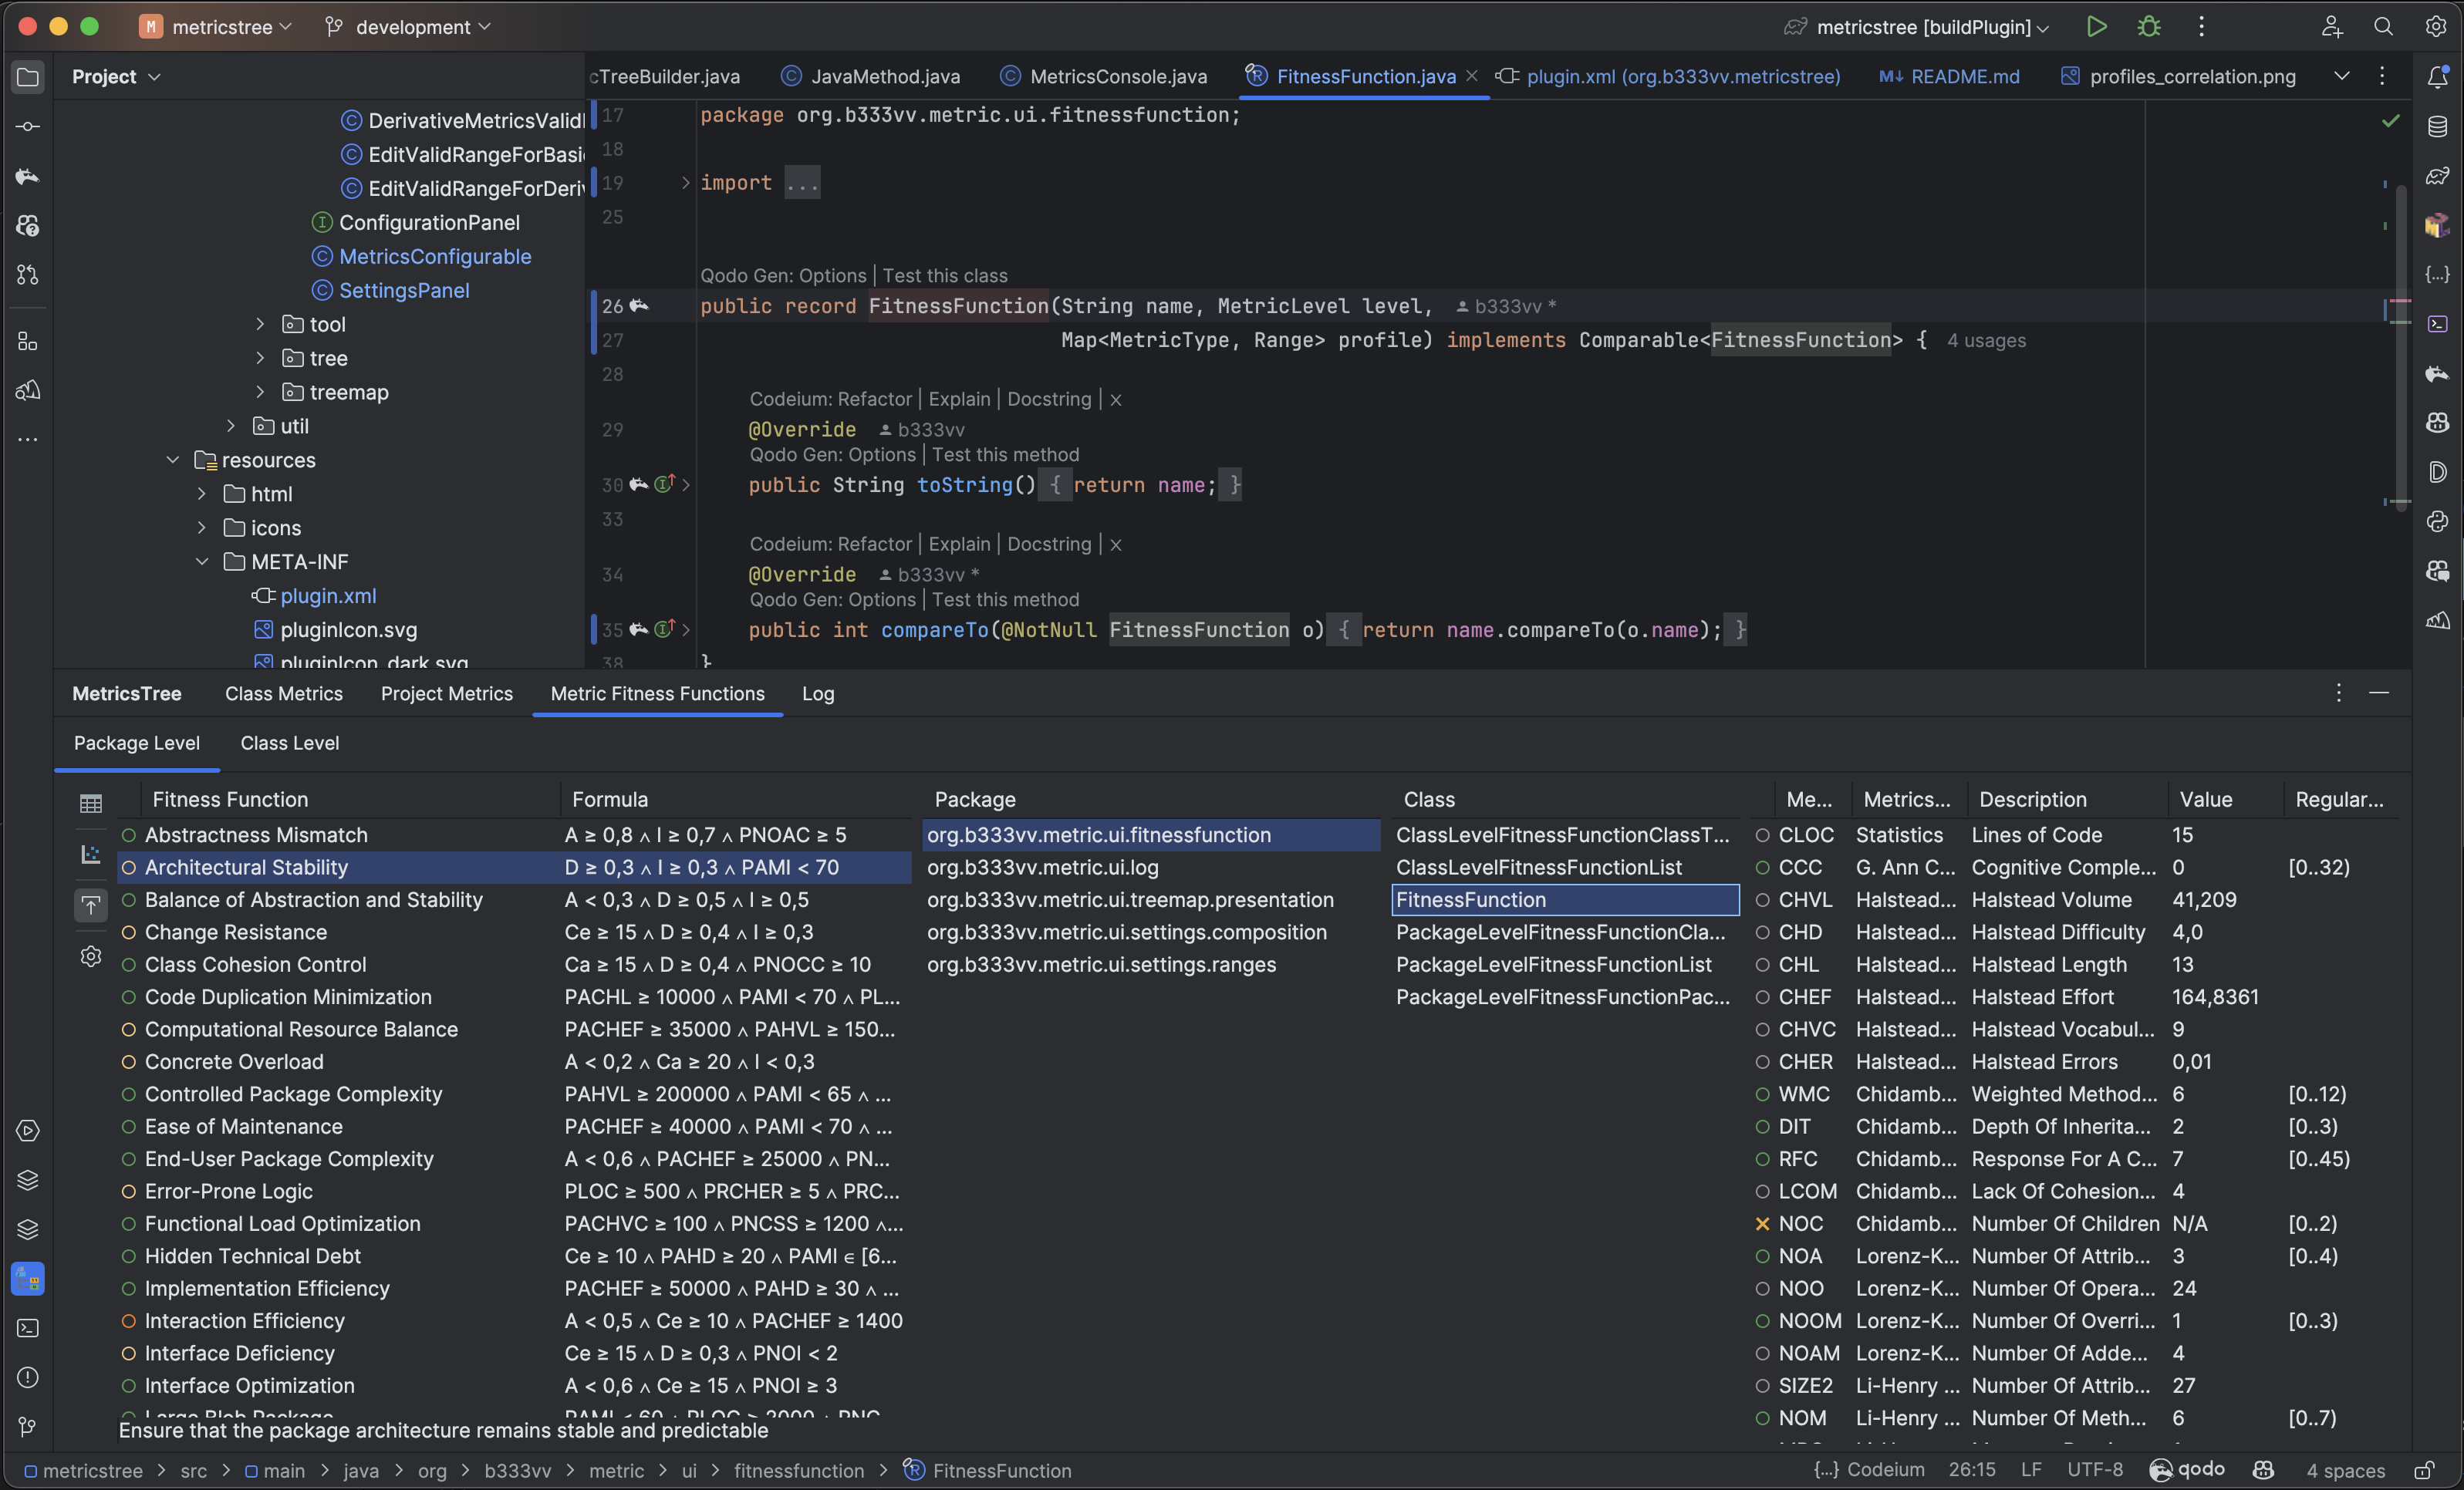 M metricstree development metricstree [buildPlugin]
Project
cTreeBuilder.java JavaMethod.java MetricsConsole.java FitnessFunction.java plugin.xml (org.b333vv.metricstree) M↓ README.md profiles_correlation.png
DerivativeMetricsValid
EditValidRangeForBasi
EditValidRangeForDeriv
ConfigurationPanel
MetricsConfigurable
SettingsPanel
tool
tree
treemap
util
resources
html
icons
META-INF
plugin.xml
pluginIcon.svg
pluginIcon_dark.svg
17 package org.b333vv.metric.ui.fitnessfunction;
18
19 import ...
25
Qodo Gen: Options | Test this class
26 public record FitnessFunction(String name, MetricLevel level, b333vv *
27 Map<MetricType, Range> profile) implements Comparable<FitnessFunction> { 4 usages
28
Codeium: Refactor | Explain | Docstring | ×
29 @Override b333vv
Qodo Gen: Options | Test this method
30 public String toString() { return name; }
33
Codeium: Refactor | Explain | Docstring | ×
34 @Override b333vv *
Qodo Gen: Options | Test this method
35 public int compareTo(@NotNull FitnessFunction o) { return name.compareTo(o.name); }
38 }
MetricsTree Class Metrics Project Metrics Metric Fitness Functions Log
Package Level Class Level
Fitness Function Formula
Abstractness Mismatch A ≥ 0,8 ∧ I ≥ 0,7 ∧ PNOAC ≥ 5
Architectural Stability D ≥ 0,3 ∧ I ≥ 0,3 ∧ PAMI < 70
Balance of Abstraction and Stability A < 0,3 ∧ D ≥ 0,5 ∧ I ≥ 0,5
Change Resistance Ce ≥ 15 ∧ D ≥ 0,4 ∧ I ≥ 0,3
Class Cohesion Control Ca ≥ 15 ∧ D ≥ 0,4 ∧ PNOCC ≥ 10
Code Duplication Minimization PACHL ≥ 10000 ∧ PAMI < 70 ∧ PL...
Computational Resource Balance PACHEF ≥ 35000 ∧ PAHVL ≥ 150...
Concrete Overload A < 0,2 ∧ Ca ≥ 20 ∧ I < 0,3
Controlled Package Complexity PAHVL ≥ 200000 ∧ PAMI < 65 ∧ ...
Ease of Maintenance PACHEF ≥ 40000 ∧ PAMI < 70 ∧ ...
End-User Package Complexity A < 0,6 ∧ PACHEF ≥ 25000 ∧ PN...
Error-Prone Logic PLOC ≥ 500 ∧ PRCHER ≥ 5 ∧ PRC...
Functional Load Optimization PACHVC ≥ 100 ∧ PNCSS ≥ 1200 ∧...
Hidden Technical Debt Ce ≥ 10 ∧ PAHD ≥ 20 ∧ PAMI ∈ [6...
Implementation Efficiency PACHEF ≥ 50000 ∧ PAHD ≥ 30 ∧ ...
Interaction Efficiency A < 0,5 ∧ Ce ≥ 10 ∧ PACHEF ≥ 1400
Interface Deficiency Ce ≥ 15 ∧ D ≥ 0,3 ∧ PNOI < 2
Interface Optimization A < 0,6 ∧ Ce ≥ 15 ∧ PNOI ≥ 3
Large Blob Package PAMI < 60 ∧ PLOC ≥ 2000 ∧ PNC
Ensure that the package architecture remains stable and predictable
Package
org.b333vv.metric.ui.fitnessfunction
org.b333vv.metric.ui.log
org.b333vv.metric.ui.treemap.presentation
org.b333vv.metric.ui.settings.composition
org.b333vv.metric.ui.settings.ranges
Class
ClassLevelFitnessFunctionClassT...
ClassLevelFitnessFunctionList
FitnessFunction
PackageLevelFitnessFunctionCla...
PackageLevelFitnessFunctionList
PackageLevelFitnessFunctionPac...
Me... Metrics... Description Value Regular...
CLOC Statistics Lines of Code 15
CCC G. Ann C... Cognitive Comple... 0 [0..32)
CHVL Halstead... Halstead Volume 41,209
CHD Halstead... Halstead Difficulty 4,0
CHL Halstead... Halstead Length 13
CHEF Halstead... Halstead Effort 164,8361
CHVC Halstead... Halstead Vocabul... 9
CHER Halstead... Halstead Errors 0,01
WMC Chidamb... Weighted Method... 6 [0..12)
DIT Chidamb... Depth Of Inherita... 2 [0..3)
RFC Chidamb... Response For A C... 7 [0..45)
LCOM Chidamb... Lack Of Cohesion... 4
NOC Chidamb... Number Of Children N/A [0..2)
NOA Lorenz-K... Number Of Attrib... 3 [0..4)
NOO Lorenz-K... Number Of Opera... 24
NOOM Lorenz-K... Number Of Overri... 1 [0..3)
NOAM Lorenz-K... Number Of Adde... 4
SIZE2 Li-Henry ... Number Of Attrib... 27
NOM Li-Henry ... Number Of Meth... 6 [0..7)
metricstree > src > main > java > org > b333vv > metric > ui > fitnessfunction > FitnessFunction
{...} Codeium 26:15 LF UTF-8 qodo 4 spaces